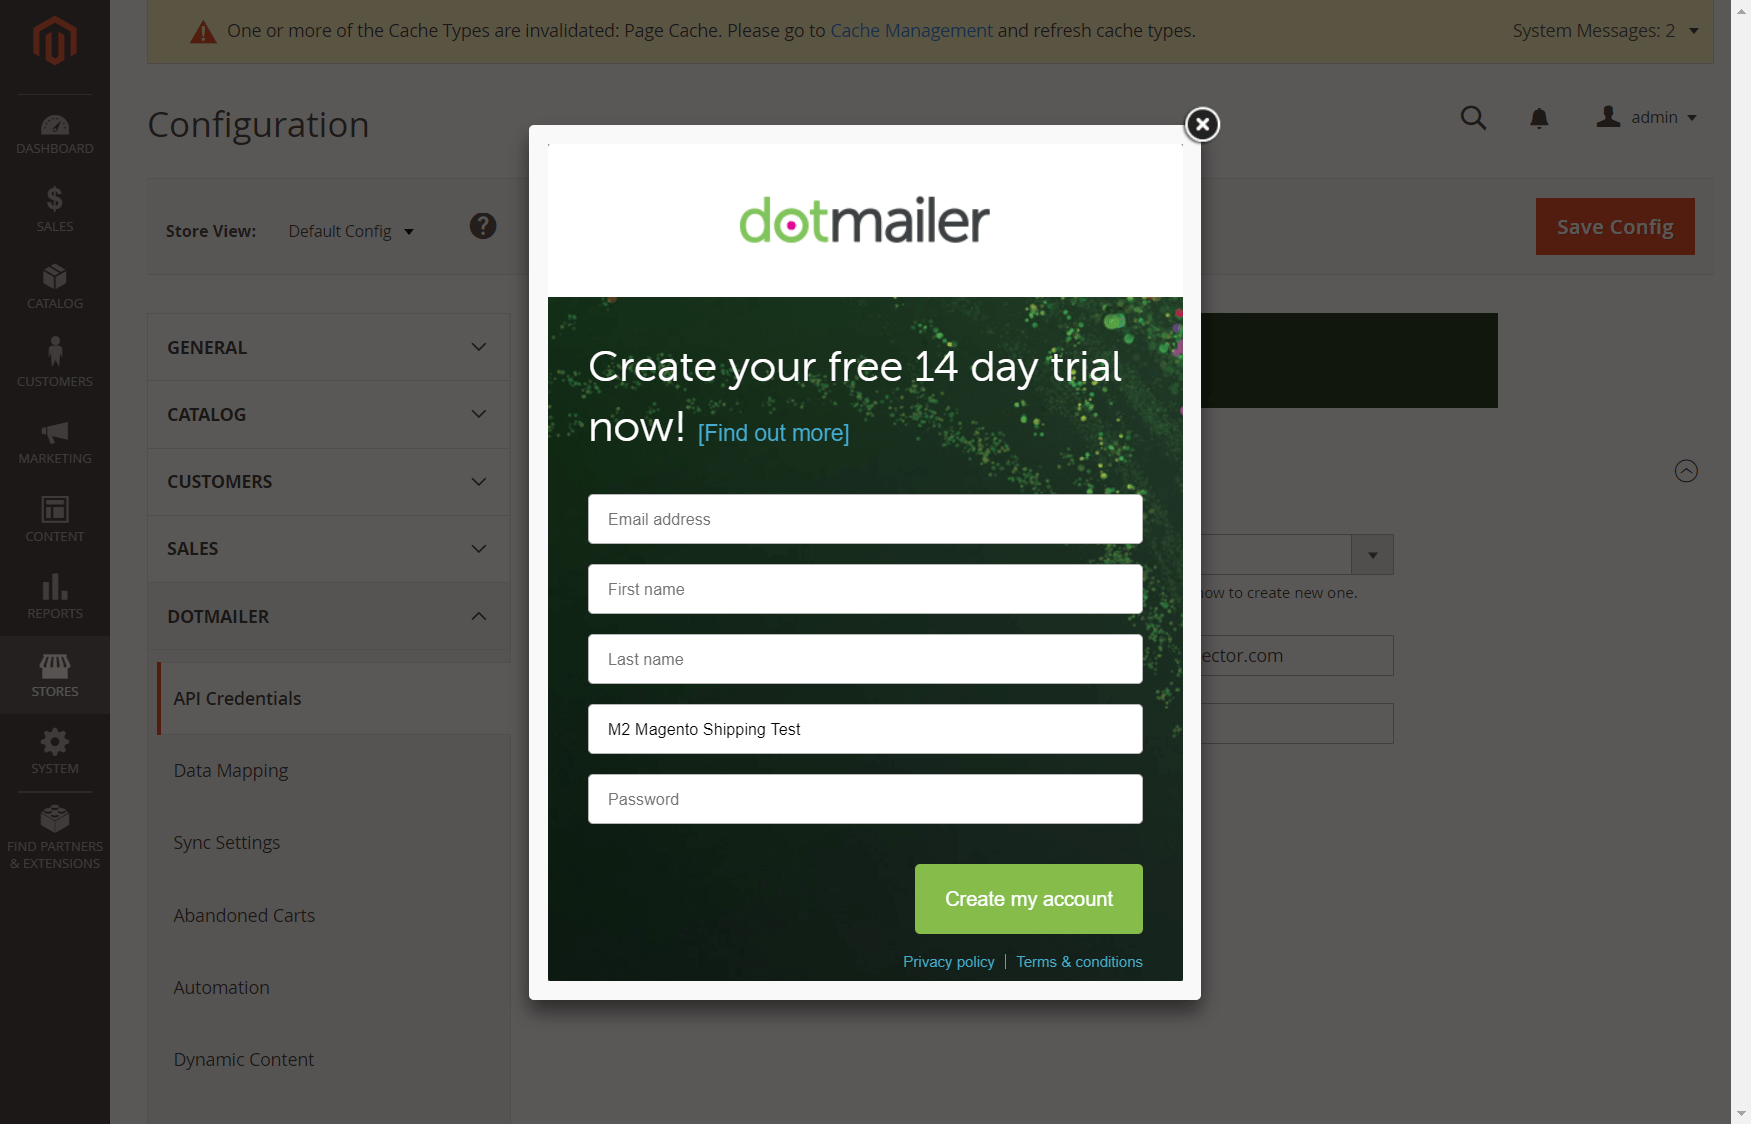 One or more of the Cache Types are invalidated: Page Cache. Please go to Cache Management and refresh cache types.
System Messages: 2
Configuration
admin
DASHBOARD
SALES
CATALOG
CUSTOMERS
MARKETING
CONTENT
REPORTS
STORES
SYSTEM
FIND PARTNERS
& EXTENSIONS
Store View: Default Config ?
Save Config
GENERAL
CATALOG
CUSTOMERS
SALES
DOTMAILER
API Credentials
Data Mapping
Sync Settings
Abandoned Carts
Automation
Dynamic Content
dotmailer
Create your free 14 day trial
now! [Find out more]
Email address
First name
Last name
M2 Magento Shipping Test
Password
Create my account
Privacy policy | Terms & conditions
to create new one.
ector.com